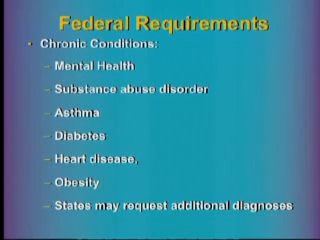 Federal Requirements
• Chronic Conditions:
– Mental Health
– Substance abuse disorder
– Asthma
– Diabetes
– Heart disease,
– Obesity
– States may request additional diagnoses